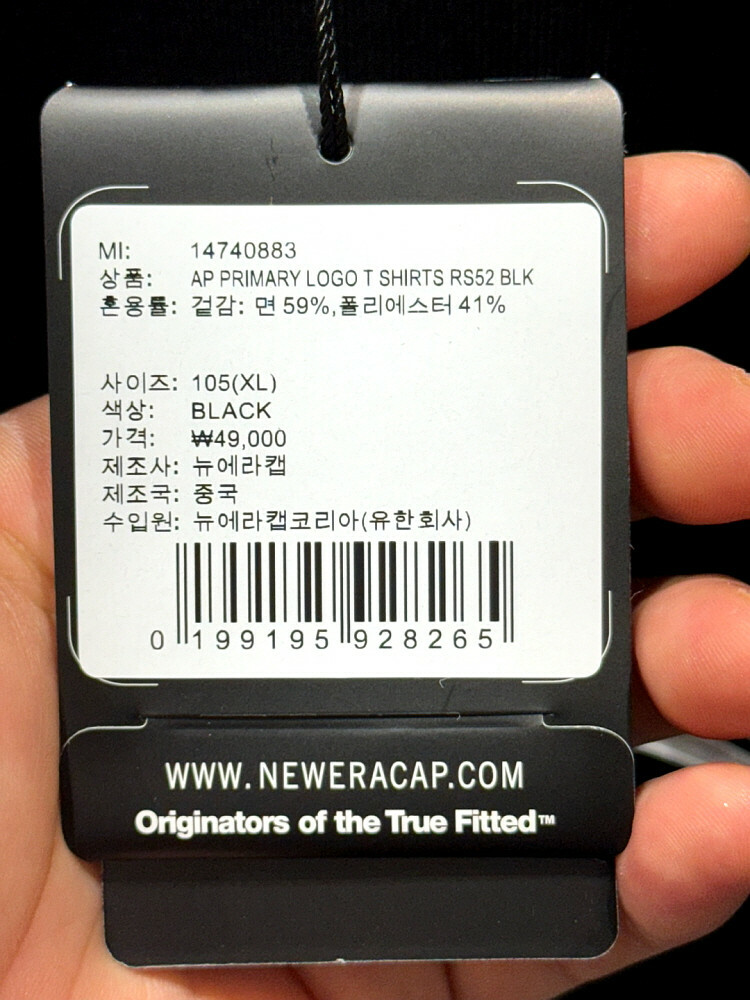 MI: 14740883
상품: AP PRIMARY LOGO T SHIRTS RS52 BLK
혼용률: 겉감: 면 59%,폴리에스터 41%
사이즈: 105(XL)
색상: BLACK
가격: ₩49,000
제조사: 뉴에라캡
제조국: 중국
수입원: 뉴에라캡코리아(유한회사)
0 199195 928265
WWW.NEWERACAP.COM
Originators of the True Fitted™